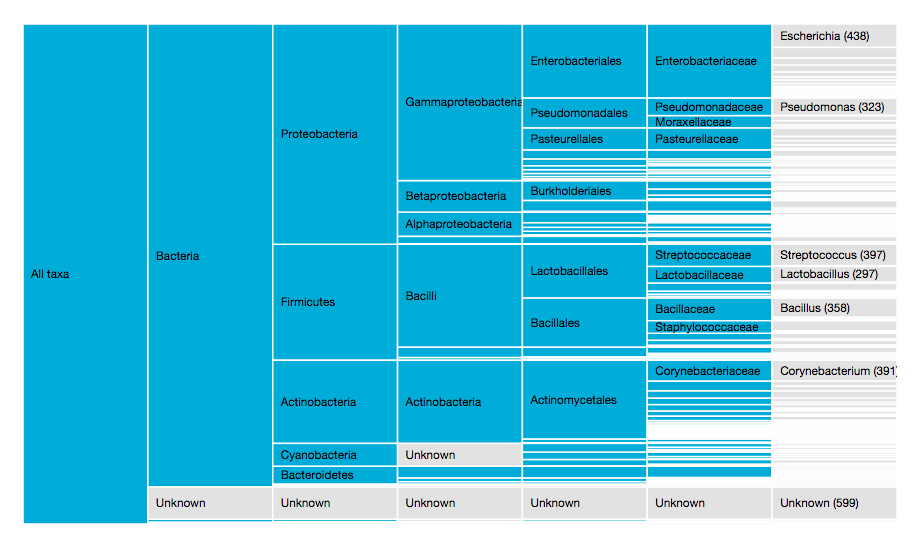 Escherichia (438)
Enterobacteriales
Enterobacteriaceae
Gammaproteobacteria
Pseudomonadales
Pseudomonadaceae
Pseudomonas (323)
Moraxellaceae
Proteobacteria
Pasteurellales
Pasteurellaceae
Betaproteobacteria
Burkholderiales
Alphaproteobacteria
Bacteria
Streptococcaceae
Streptococcus (397)
All taxa
Lactobacillales
Lactobacillaceae
Lactobacillus (297)
Firmicutes
Bacilli
Bacillaceae
Bacillus (358)
Bacillales
Staphylococcaceae
Corynebacteriaceae
Corynebacterium (391)
Actinobacteria
Actinobacteria
Actinomycetales
Cyanobacteria
Unknown
Bacteroidetes
Unknown
Unknown
Unknown
Unknown
Unknown
Unknown (599)